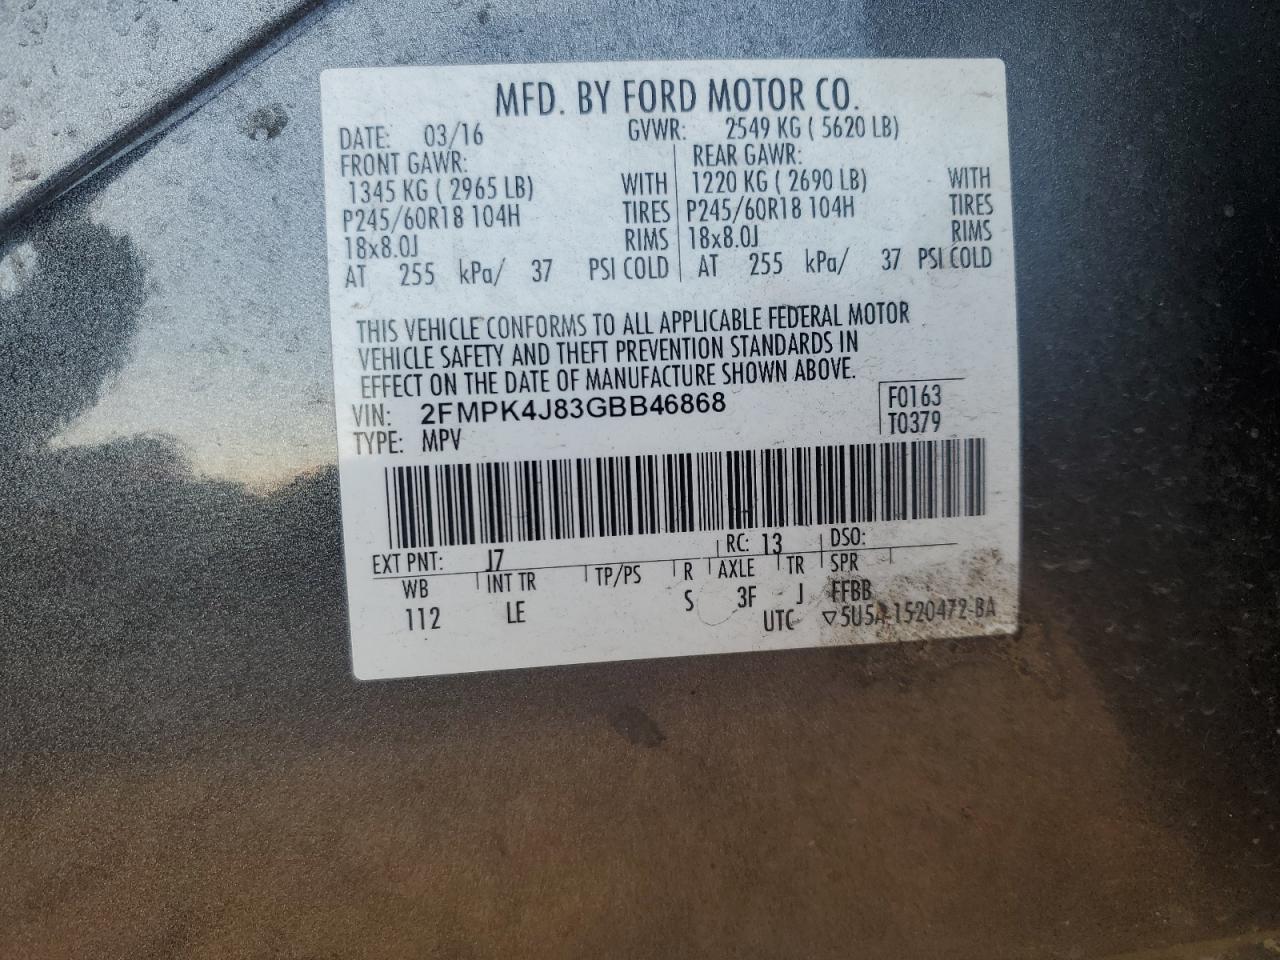 MFD. BY FORD MOTOR CO.
DATE: 03/16 GVWR: 2549 KG ( 5620 LB)
FRONT GAWR: REAR GAWR:
1345 KG ( 2965 LB) WITH 1220 KG ( 2690 LB) WITH
P245/60R18 104H TIRES P245/60R18 104H TIRES
18x8.0J RIMS 18x8.0J RIMS
AT 255 kPa/ 37 PSI COLD AT 255 kPa/ 37 PSI COLD
THIS VEHICLE CONFORMS TO ALL APPLICABLE FEDERAL MOTOR
VEHICLE SAFETY AND THEFT PREVENTION STANDARDS IN
EFFECT ON THE DATE OF MANUFACTURE SHOWN ABOVE.
VIN: 2FMPK4J83GBB46868 F0163
TYPE: MPV T0379
EXT PNT: J7 RC: 13 DSO:
WB INT TR TP/PS R AXLE TR SPR
112 LE S 3F J FFBB
UTC ▽5U5A-1520472-BA